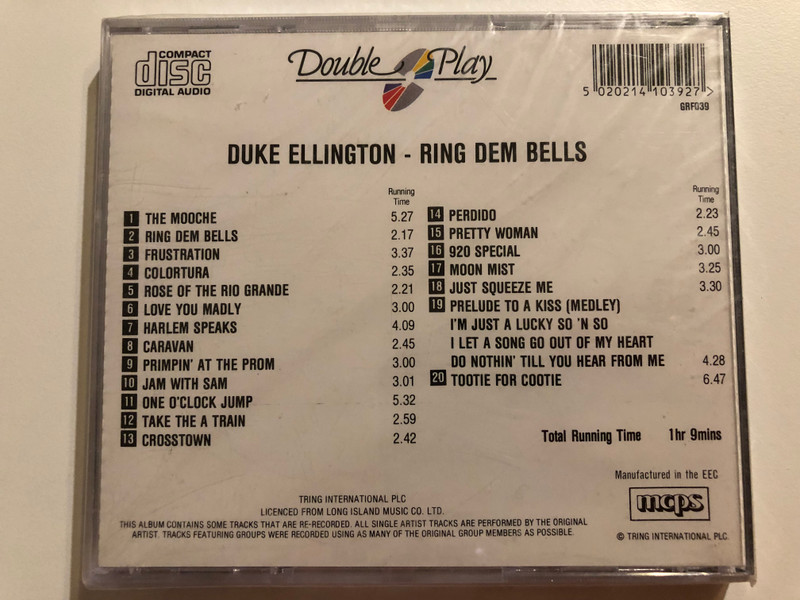 COMPACT
disc
DIGITAL AUDIO
Double Play
5 020214 103927 >
GRF039
DUKE ELLINGTON - RING DEM BELLS
Running
Time
1 THE MOOCHE 5.27
2 RING DEM BELLS 2.17
3 FRUSTRATION 3.37
4 COLORTURA 2.35
5 ROSE OF THE RIO GRANDE 2.21
6 LOVE YOU MADLY 3.00
7 HARLEM SPEAKS 4.09
8 CARAVAN 2.45
9 PRIMPIN' AT THE PROM 3.00
10 JAM WITH SAM 3.01
11 ONE O'CLOCK JUMP 5.32
12 TAKE THE A TRAIN 2.59
13 CROSSTOWN 2.42
Running
Time
14 PERDIDO 2.23
15 PRETTY WOMAN 2.45
16 920 SPECIAL 3.00
17 MOON MIST 3.25
18 JUST SQUEEZE ME 3.30
19 PRELUDE TO A KISS (MEDLEY)
I'M JUST A LUCKY SO 'N SO
I LET A SONG GO OUT OF MY HEART
DO NOTHIN' TILL YOU HEAR FROM ME 4.28
20 TOOTIE FOR COOTIE 6.47
Total Running Time 1hr 9mins
Manufactured in the EEC
mcps
© TRING INTERNATIONAL PLC
TRING INTERNATIONAL PLC
LICENCED FROM LONG ISLAND MUSIC CO. LTD.
THIS ALBUM CONTAINS SOME TRACKS THAT ARE RE-RECORDED. ALL SINGLE ARTIST TRACKS ARE PERFORMED BY THE ORIGINAL
ARTIST. TRACKS FEATURING GROUPS WERE RECORDED USING AS MANY OF THE ORIGINAL GROUP MEMBERS AS POSSIBLE.